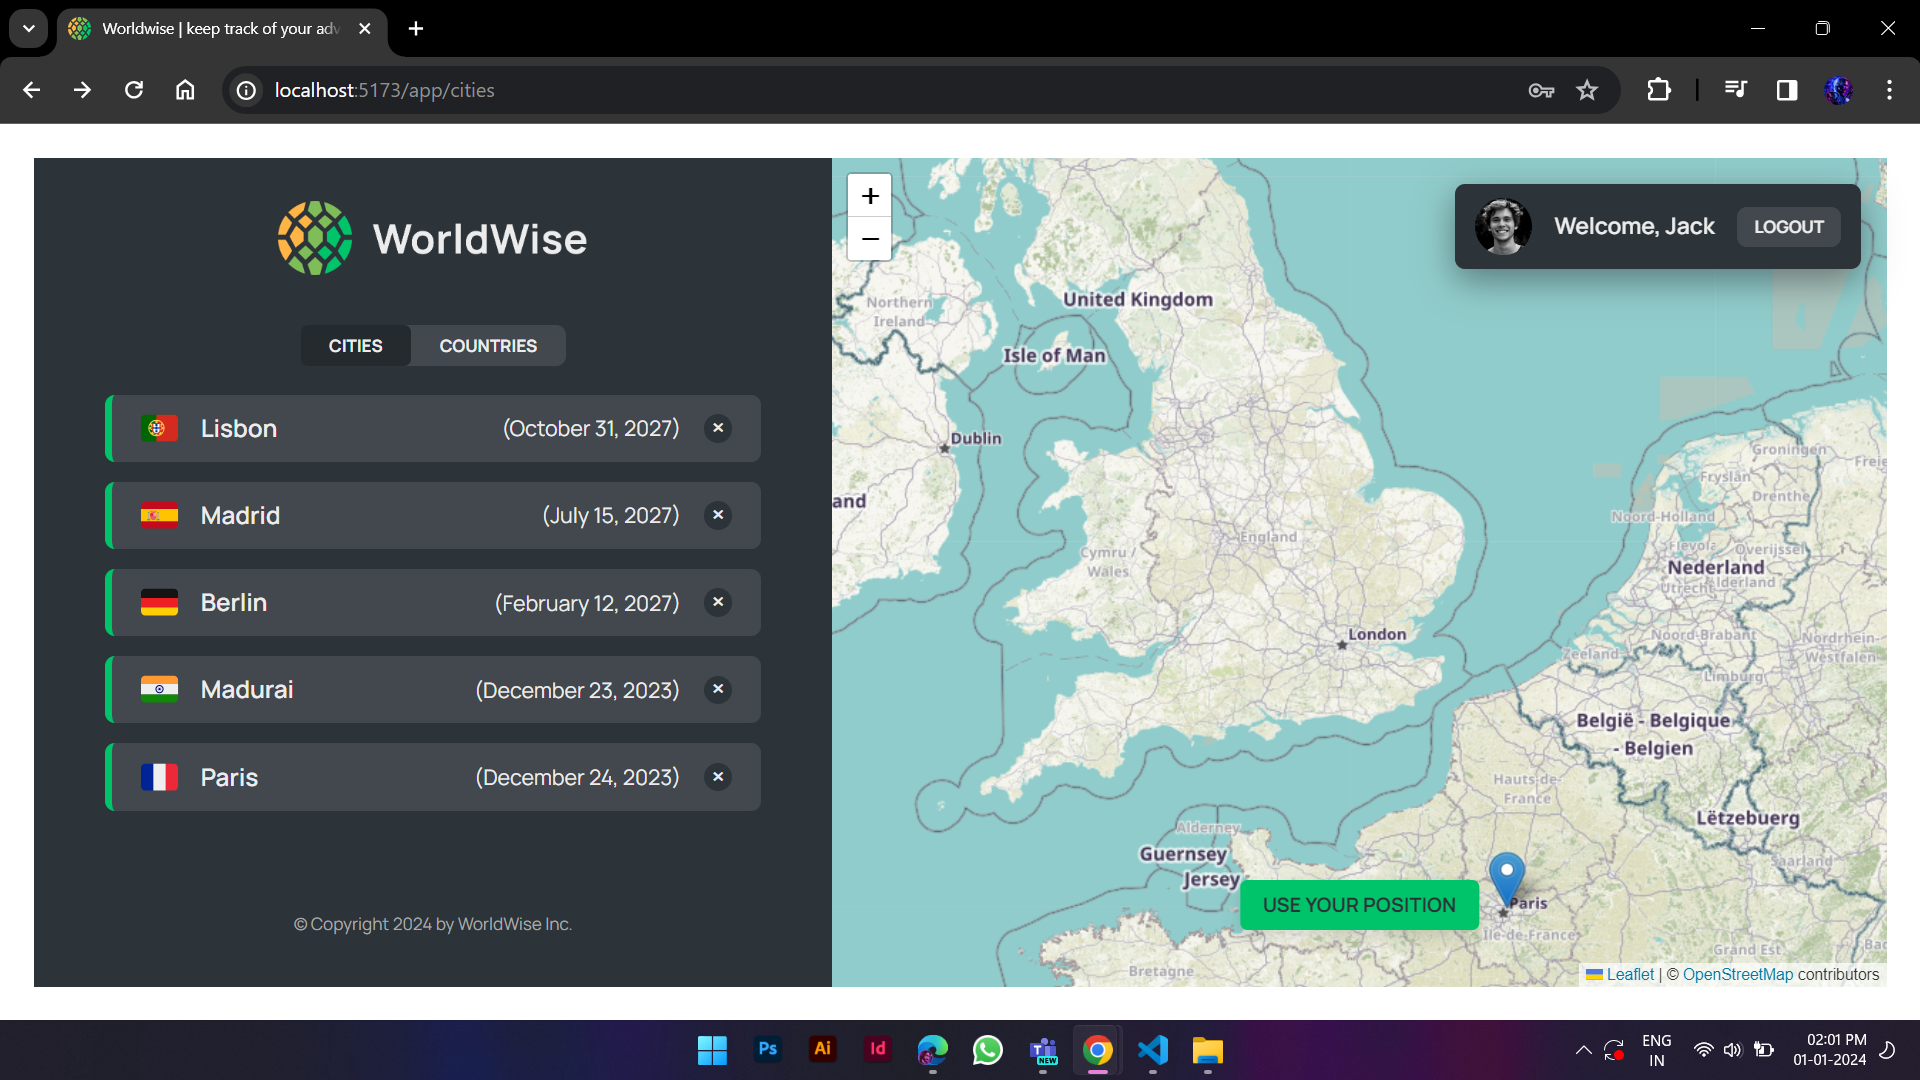 Worldwise | keep track of your adv
localhost:5173/app/cities
WorldWise
CITIES
COUNTRIES
Lisbon
(October 31, 2027)
Madrid
(July 15, 2027)
Berlin
(February 12, 2027)
Madurai
(December 23, 2023)
Paris
(December 24, 2023)
© Copyright 2024 by WorldWise Inc.
+
−
Welcome, Jack
LOGOUT
United Kingdom
Northern
Ireland
Isle of Man
Dublin
and
England
Cymru /
Wales
London
Groningen
Freie
Fryslân
Drenthe
Noord-Holland
Overijssel
Nederland
Utrecht
Noord-Brabant
Nordrhein-
Westfalen
Zeeland
Limburg
België - Belgique
- Belgien
Hauts-de-
France
Lëtzebuerg
Saarland
Alderney
Guernsey
Jersey
USE YOUR POSITION
Paris
Île-de-France
Grand Est
Bretagne
Leaflet | © OpenStreetMap contributors
Ps
Ai
Id
NEW
ENG
IN
02:01 PM
01-01-2024